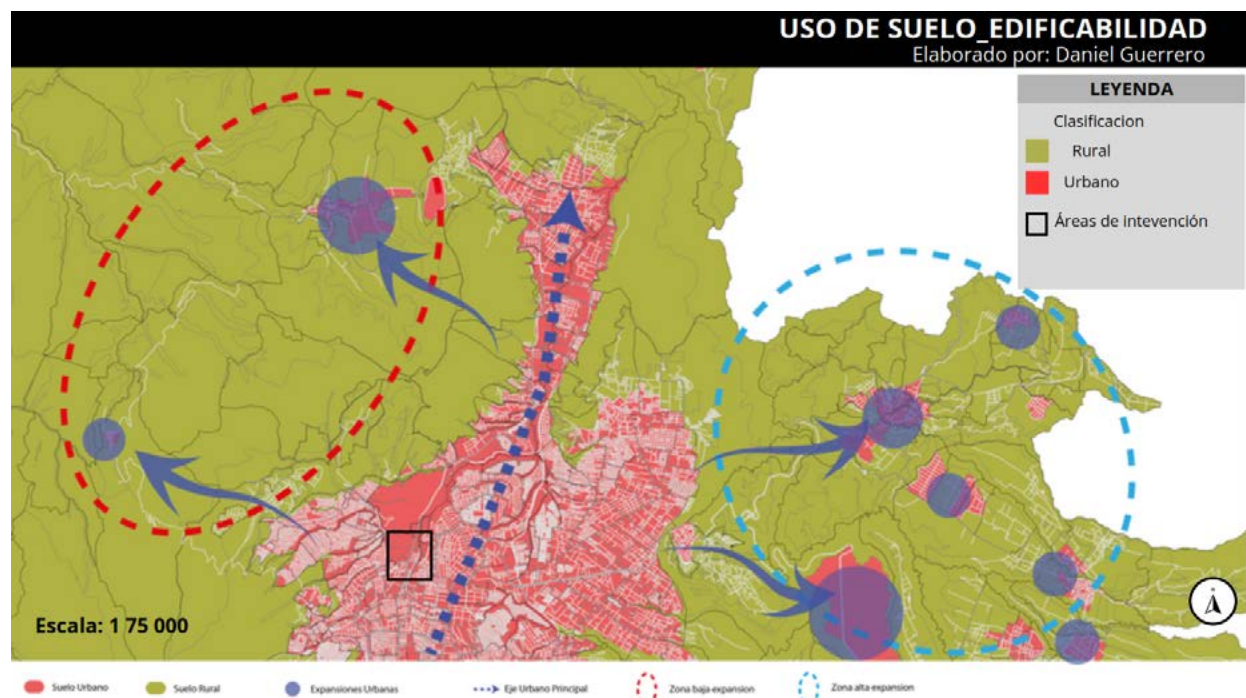 USO DE SUELO_EDIFICABILIDAD
Elaborado por: Daniel Guerrero
LEYENDA
Clasificacion
Rural
Urbano
Áreas de intevención
Escala: 1 75 000
Suelo Urbano
Suelo Rural
Expansiones Urbanas
Eje Urbano Principal
Zona baja expansion
Zona alta expansion